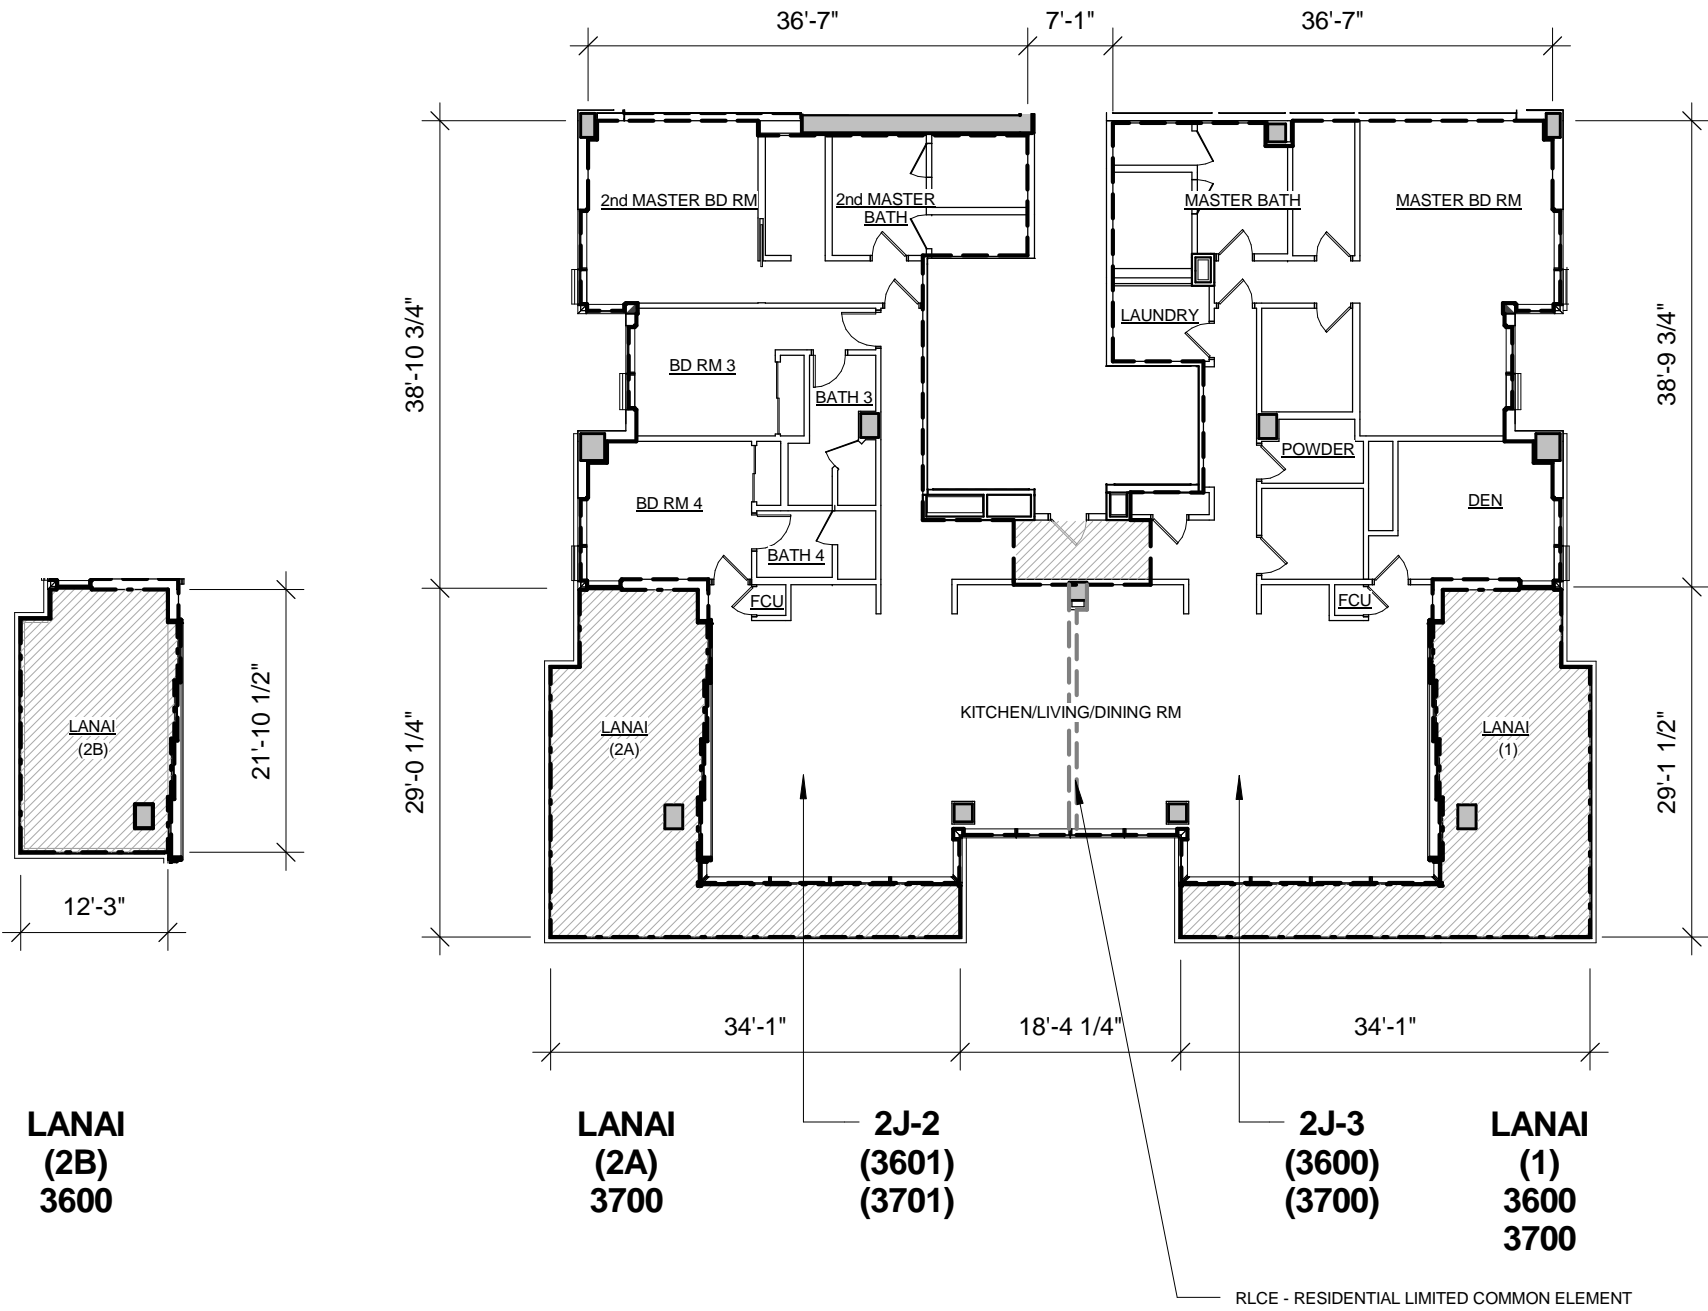 36'-7"
7'-1"
36'-7"
2nd MASTER BD RM
2nd MASTER
BATH
MASTER BATH
MASTER BD RM
38'-10 3/4"
38'-9 3/4"
LAUNDRY
BD RM 3
BATH 3
POWDER
BD RM 4
DEN
BATH 4
FCU
FCU
21'-10 1/2"
29'-0 1/4"
29'-1 1/2"
LANAI
(2B)
LANAI
(2A)
KITCHEN/LIVING/DINING RM
LANAI
(1)
12'-3"
34'-1"
18'-4 1/4"
34'-1"
LANAI
(2B)
3600
LANAI
(2A)
3700
2J-2
(3601)
(3701)
2J-3
(3600)
(3700)
LANAI
(1)
3600
3700
RLCE - RESIDENTIAL LIMITED COMMON ELEMENT